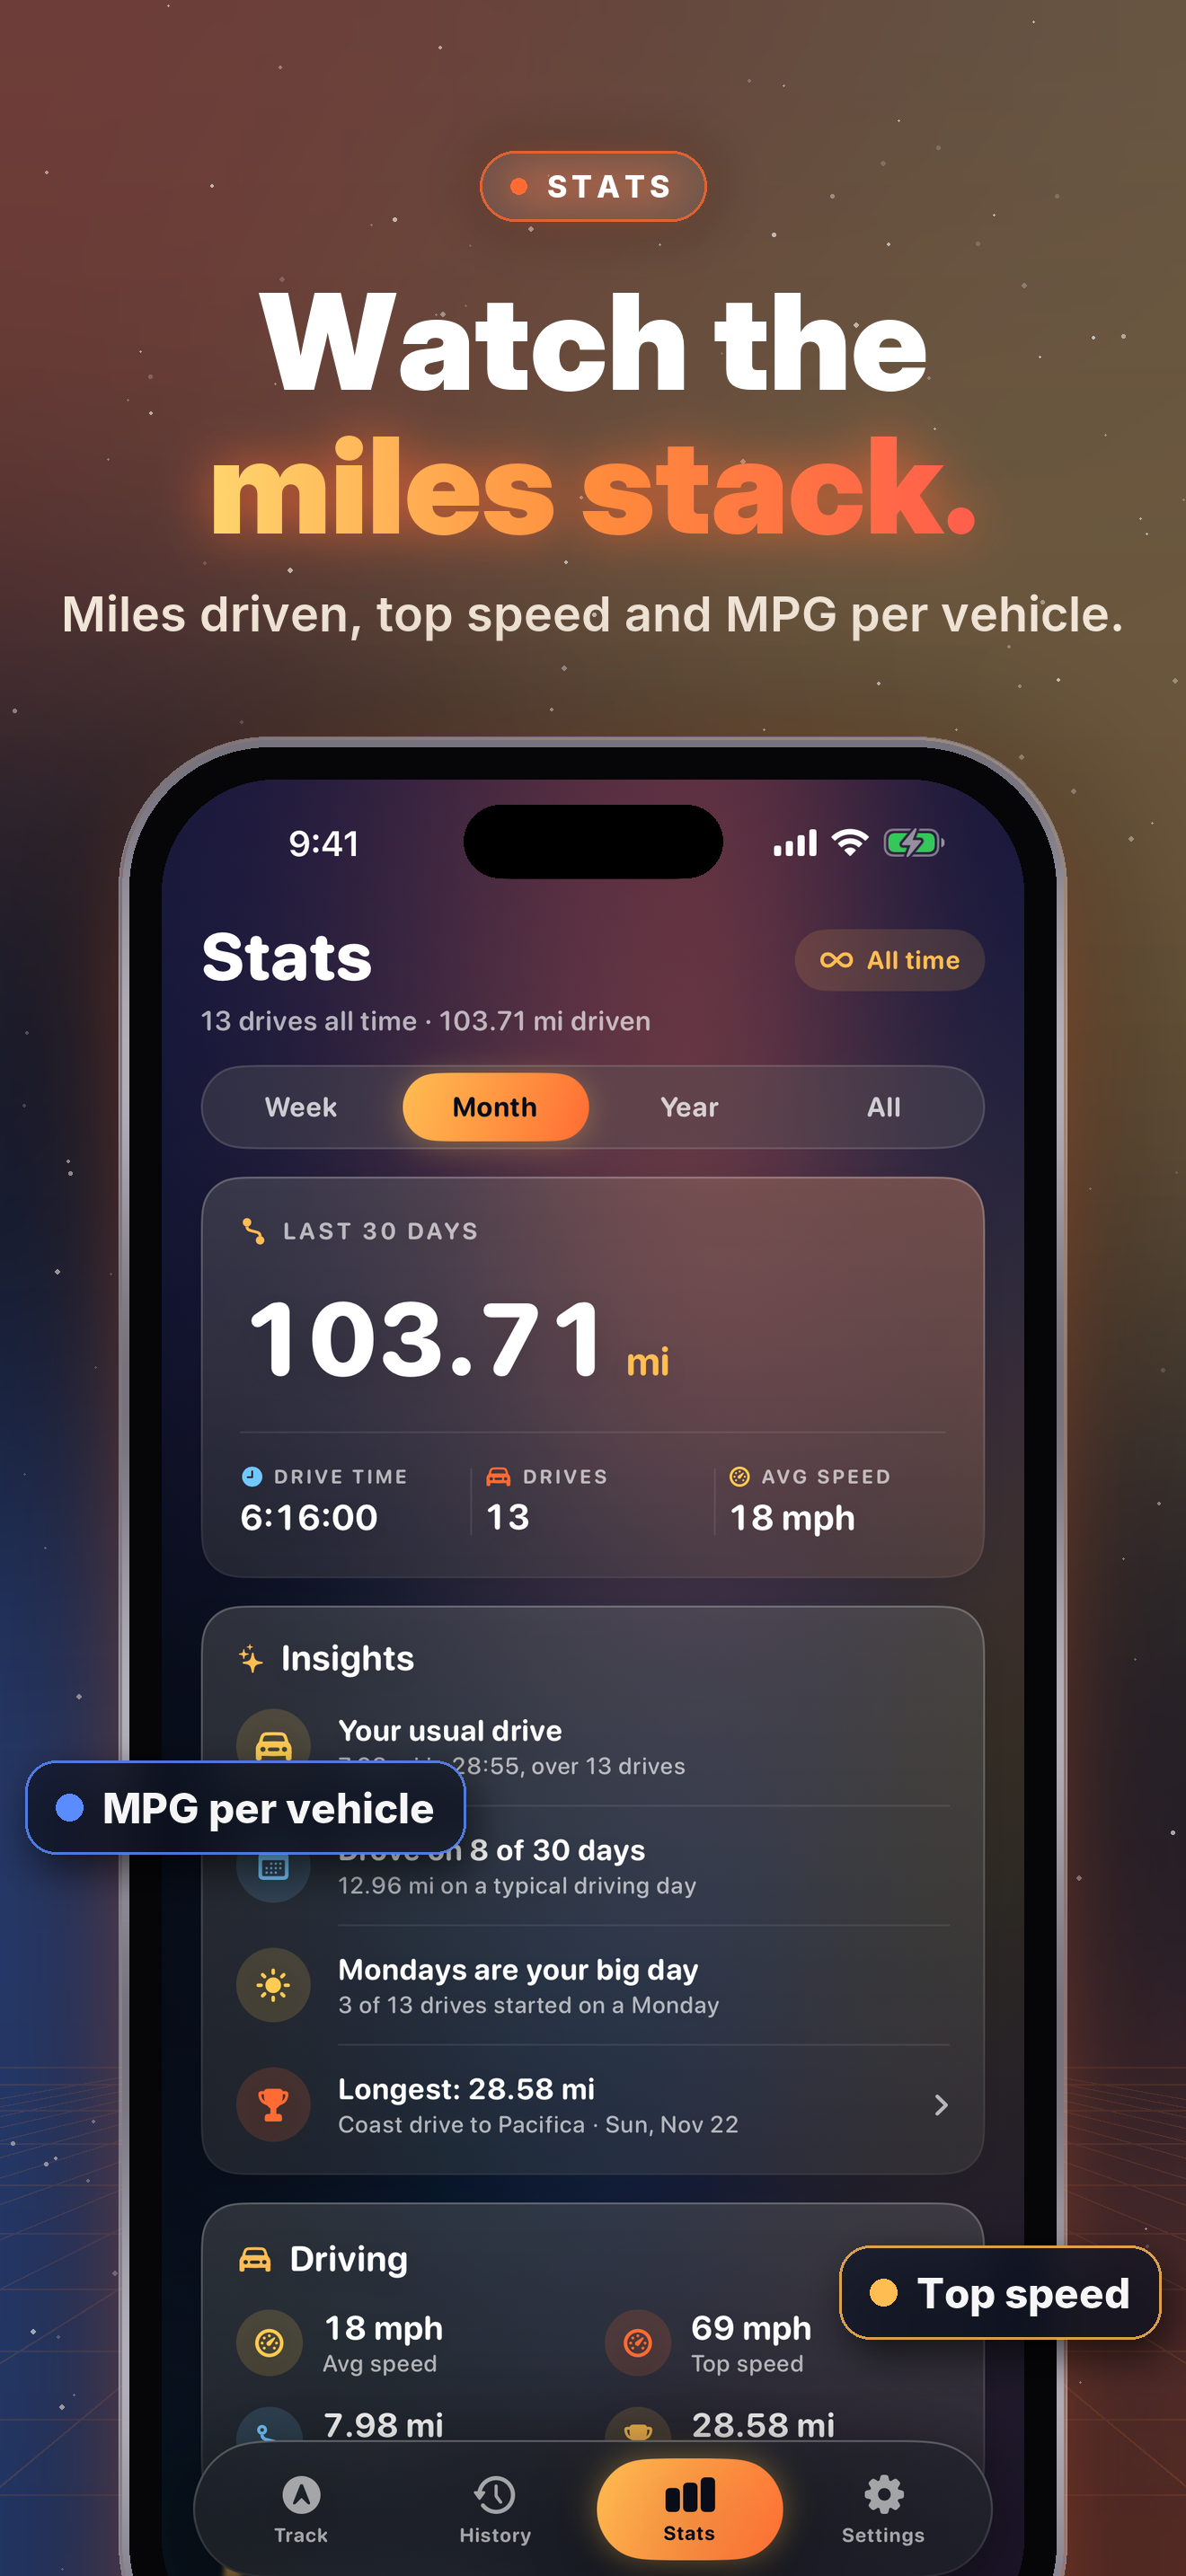 STATS
Watch the
miles stack.
Miles driven, top speed and MPG per vehicle.
9:41
Stats
All time
13 drives all time · 103.71 mi driven
Week Month Year All
LAST 30 DAYS
103.71 mi
DRIVE TIME DRIVES AVG SPEED
6:16:00 13 18 mph
Insights
Your usual drive
28:55, over 13 drives
MPG per vehicle
Drove on 8 of 30 days
12.96 mi on a typical driving day
Mondays are your big day
3 of 13 drives started on a Monday
Longest: 28.58 mi
Coast drive to Pacifica · Sun, Nov 22
Driving
Top speed
18 mph 69 mph
Avg speed Top speed
7.98 mi 28.58 mi
Track History Stats Settings